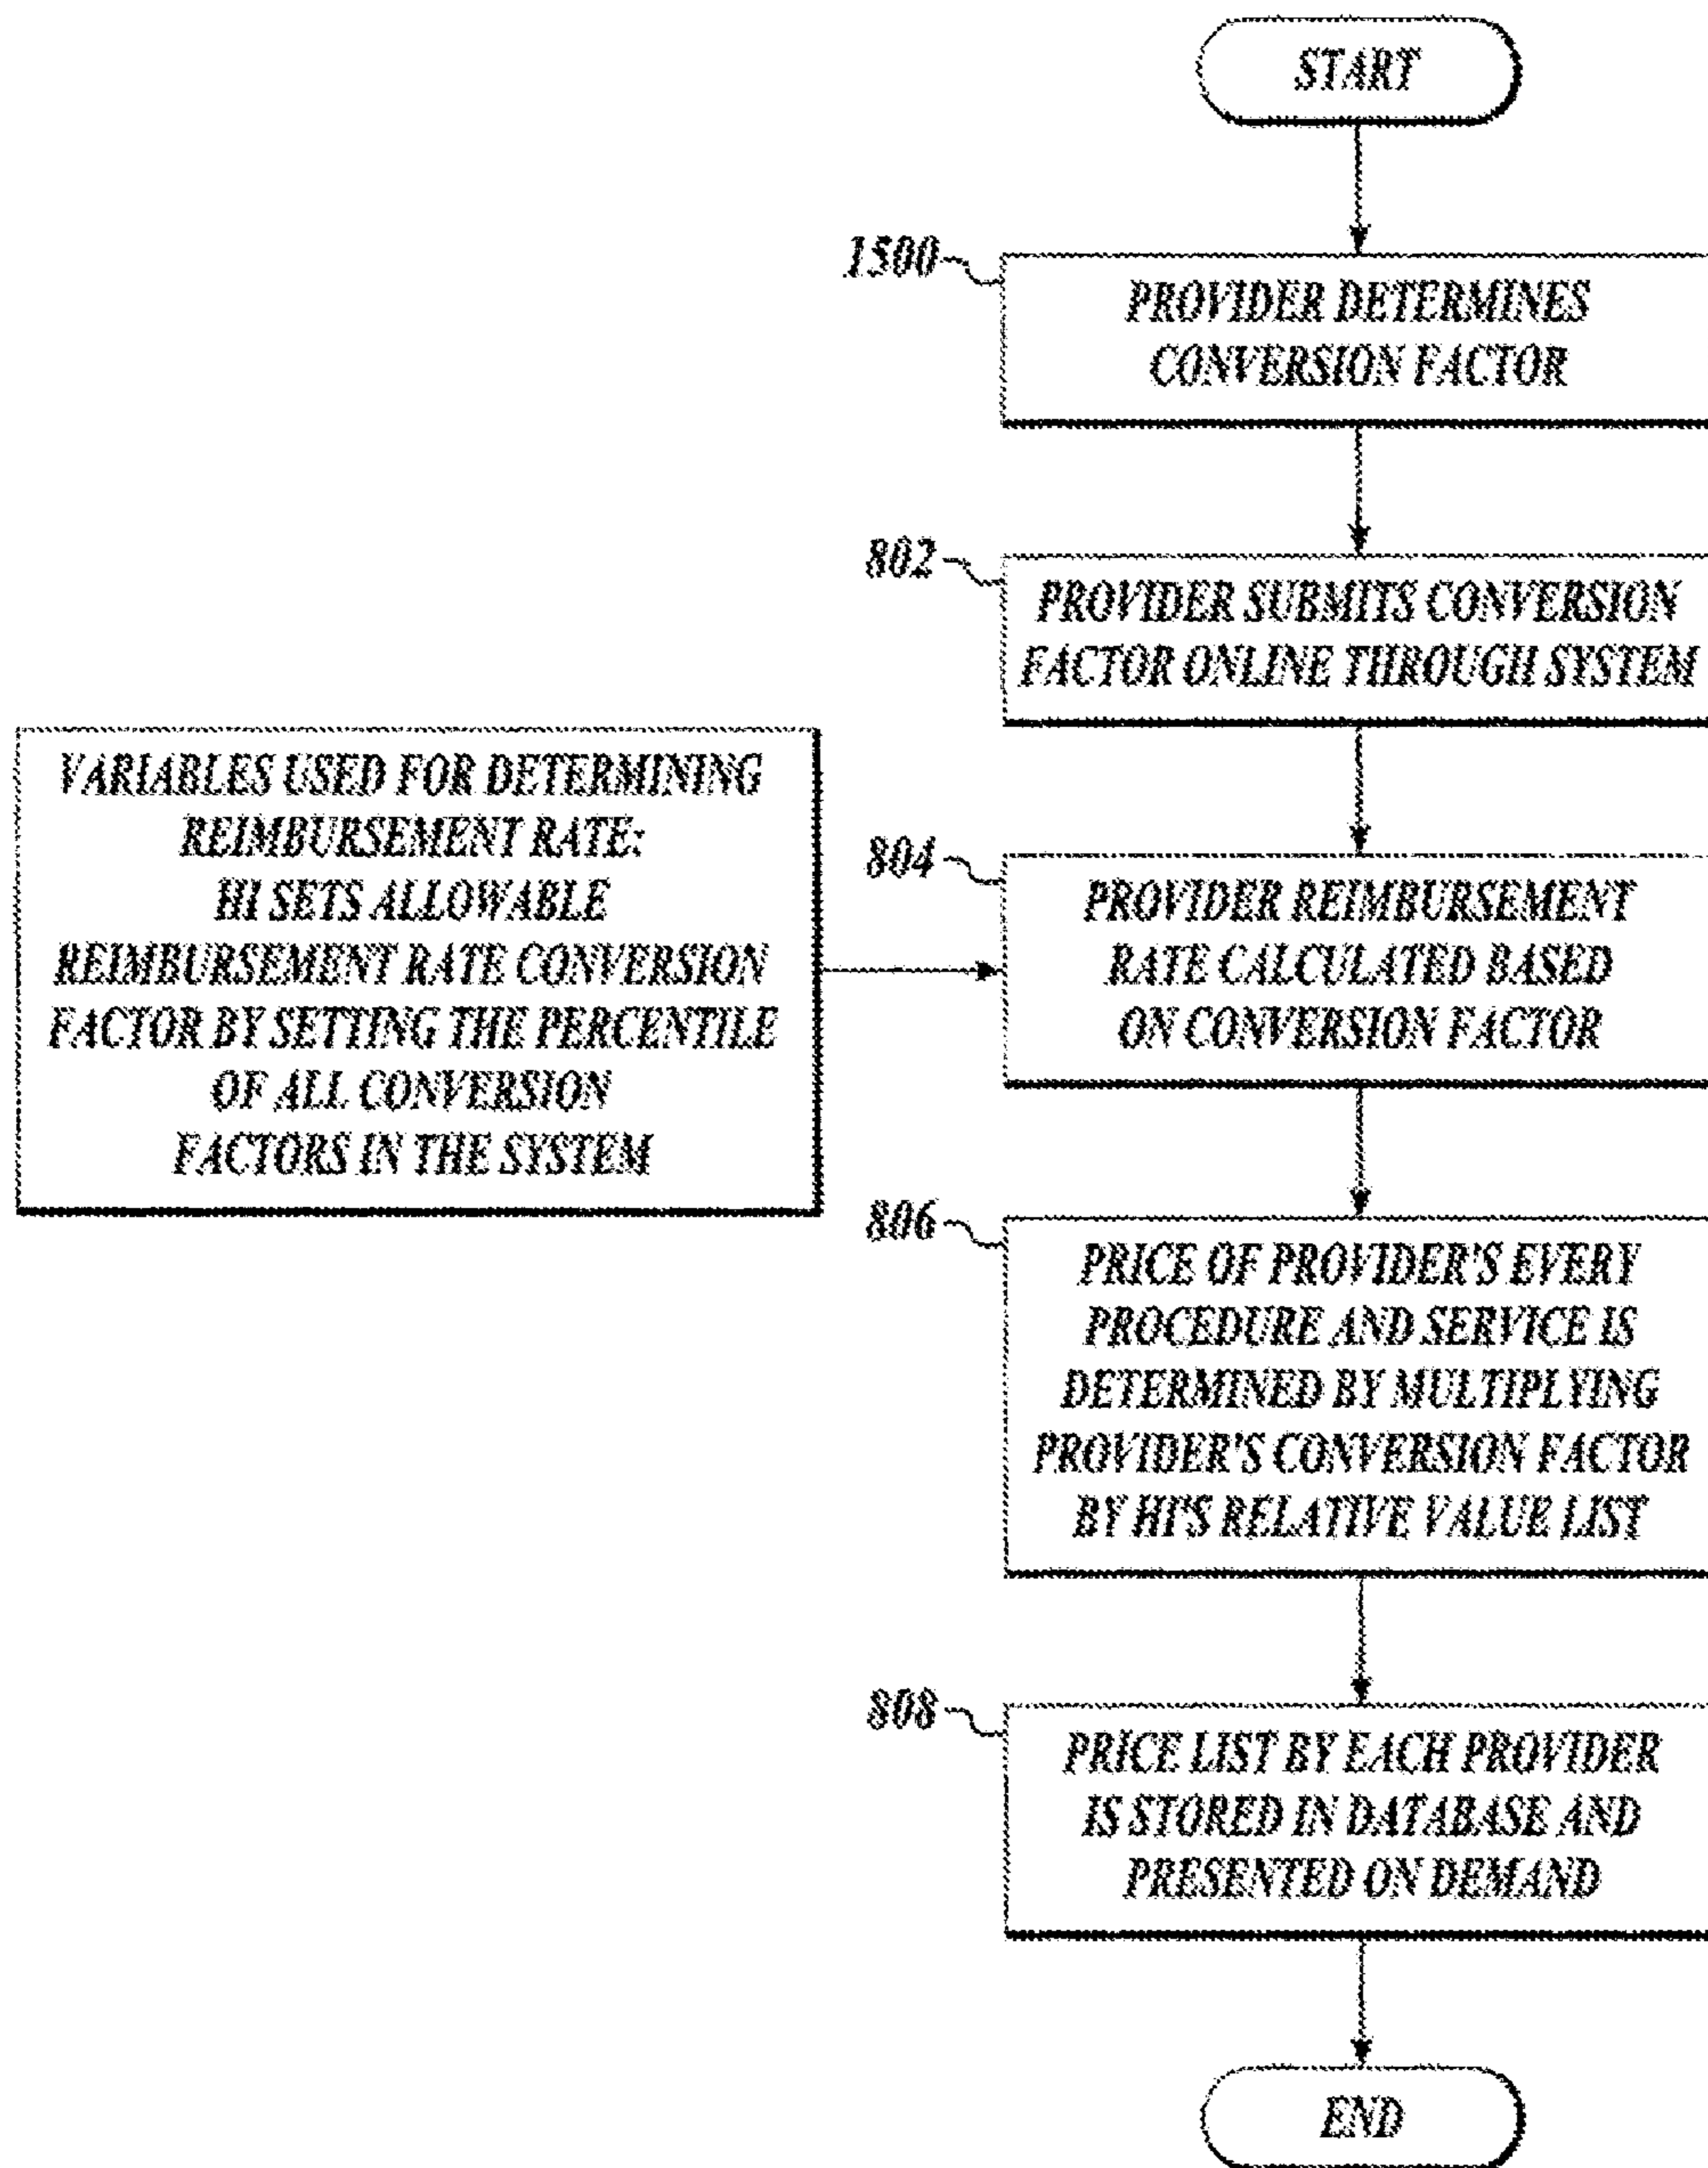 START
1500
PROVIDER DETERMINES
CONVERSION FACTOR
802
PROVIDER SUBMITS CONVERSION
FACTOR ONLINE THROUGH SYSTEM
VARIABLES USED FOR DETERMINING
REIMBURSEMENT RATE:
HI SETS ALLOWABLE
REIMBURSEMENT RATE CONVERSION
FACTOR BY SETTING THE PERCENTILE
OF ALL CONVERSION
FACTORS IN THE SYSTEM
804
PROVIDER REIMBURSEMENT
RATE CALCULATED BASED
ON CONVERSION FACTOR
806
PRICE OF PROVIDER'S EVERY
PROCEDURE AND SERVICE IS
DETERMINED BY MULTIPLYING
PROVIDER'S CONVERSION FACTOR
BY HI'S RELATIVE VALUE LIST
808
PRICE LIST BY EACH PROVIDER
IS STORED IN DATABASE AND
PRESENTED ON DEMAND
END